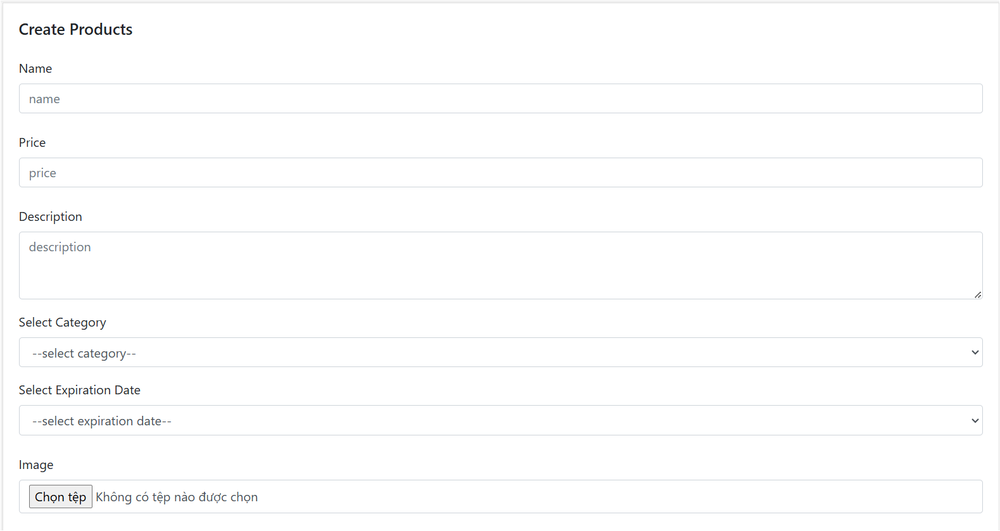 Create Products
Name
name
Price
price
Description
description
Select Category
--select category--
Select Expiration Date
--select expiration date--
Image
Chọn tệp Không có tệp nào được chọn